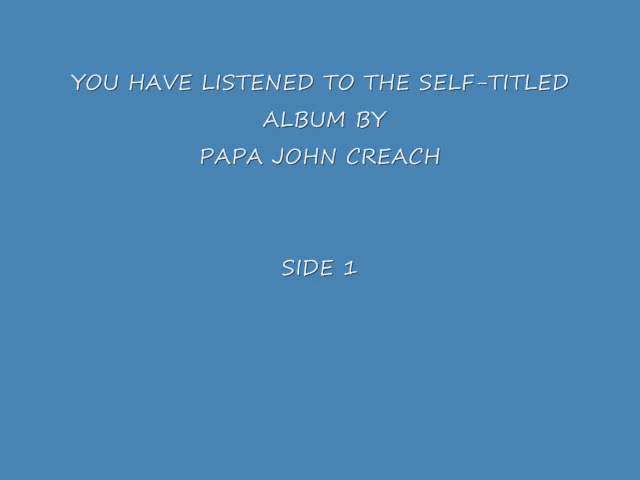 YOU HAVE LISTENED TO THE SELF-TITLED
ALBUM BY
PAPA JOHN CREACH
SIDE 1